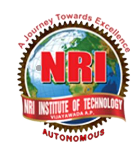 A Journey Towards Excellence
NRI
NRI INSTITUTE OF TECHNOLOGY
VIJAYAWADA A.P.
AUTONOMOUS